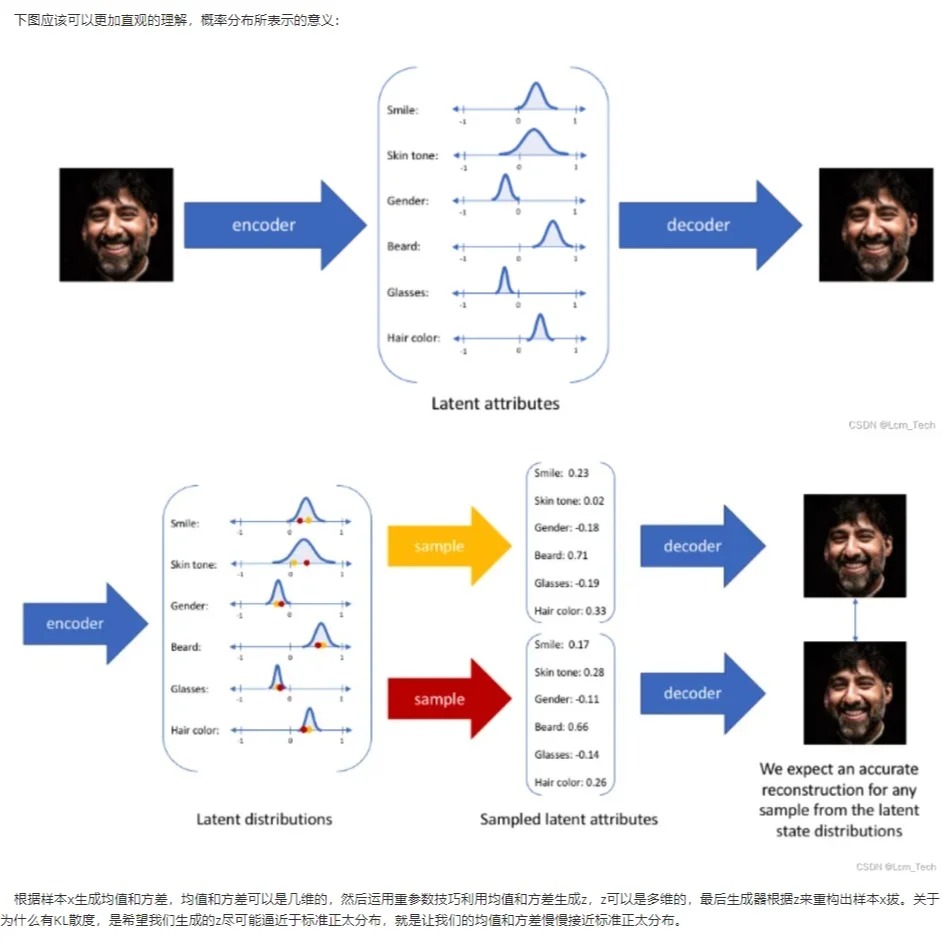 下图应该可以更加直观的理解，概率分布所表示的意义：
Smile:
-1 0 1
Skin tone:
-1 0 1
Gender:
-1 0 1
encoder
decoder
Beard:
-1 0 1
Glasses:
-1 0 1
Hair color:
-1 0 1
Latent attributes
CSDN @Lcm_Tech
Smile:
-1 0 1
Skin tone:
-1 0 1
Gender:
-1 0 1
encoder
Beard:
-1 0 1
Glasses:
-1 0 1
Hair color:
-1 0 1
Latent distributions
sample
Smile: 0.23
Skin tone: 0.02
Gender: -0.18
Beard: 0.71
Glasses: -0.19
Hair color: 0.33
decoder
sample
Smile: 0.17
Skin tone: 0.28
Gender: -0.11
Beard: 0.66
Glasses: -0.14
Hair color: 0.26
decoder
Sampled latent attributes
We expect an accurate
reconstruction for any
sample from the latent
state distributions
CSDN @Lcm_Tech
根据样本x生成均值和方差，均值和方差可以是几维的，然后运用重参数技巧利用均值和方差生成z，z可以是多维的，最后生成器根据z来重构出样本x拔。关于
为什么有KL散度，是希望我们生成的z尽可能逼近于标准正太分布，就是让我们的均值和方差慢慢接近标准正太分布。